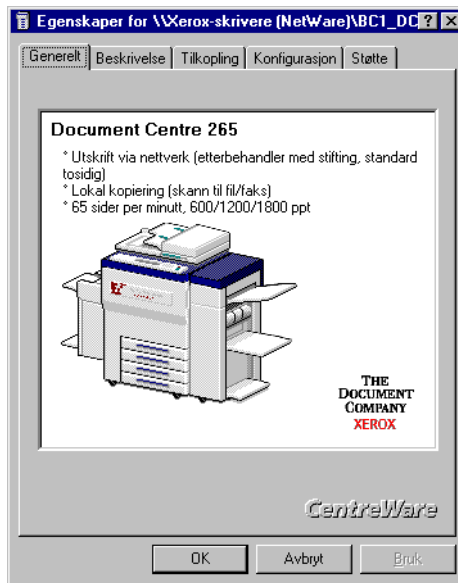 Egenskaper for \\Xerox-skrivere (NetWare)\BC1_DC
Generelt Beskrivelse Tilkopling Konfigurasjon Støtte
Document Centre 265
* Utskrift via nettverk (etterbehandler med stifting, standard
tosidig)
* Lokal kopiering (skann til fil/faks)
* 65 sider per minutt, 600/1200/1800 ppt
THE
DOCUMENT
COMPANY
XEROX
CentreWare
OK Avbryt Bruk